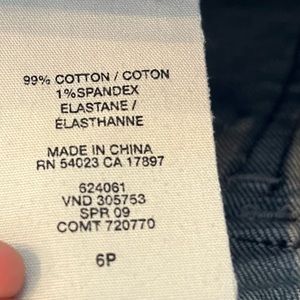 99% COTTON / COTON
1%SPANDEX
ELASTANE /
ÉLASTHANNE
MADE IN CHINA
RN 54023 CA 17897
624061
VND 305753
SPR 09
COMT 720770
6P